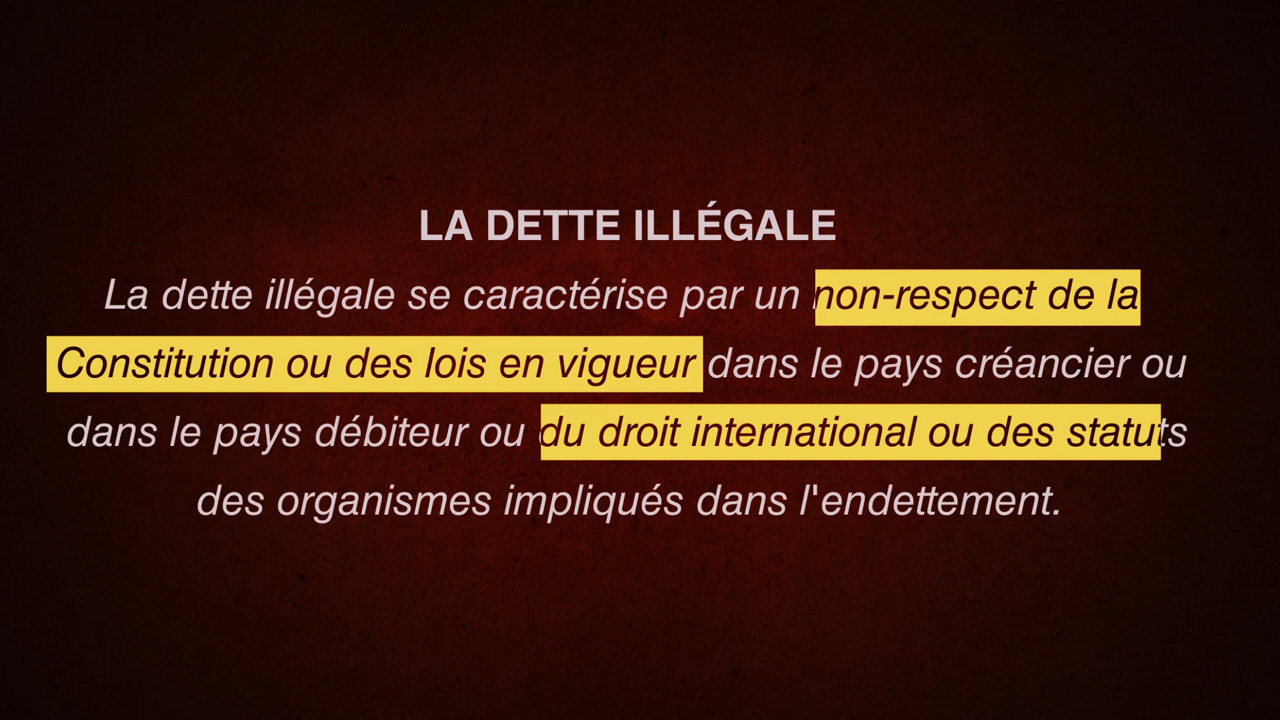 LA DETTE ILLÉGALE
La dette illégale se caractérise par un non-respect de la
Constitution ou des lois en vigueur dans le pays créancier ou
dans le pays débiteur ou du droit international ou des statuts
des organismes impliqués dans l'endettement.